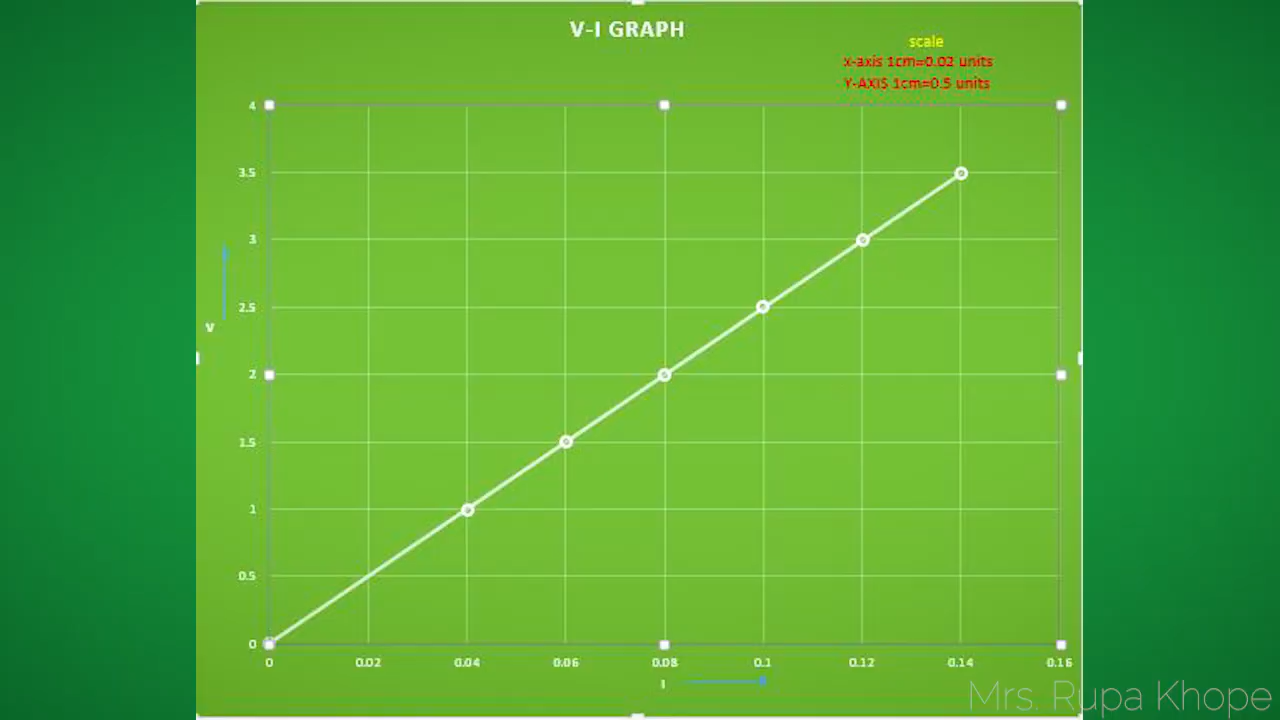 V-I GRAPH
scale
x-axis 1cm=0.02 units
Y-AXIS 1cm=0.5 units
4
3.5
3
2.5
V
2
1.5
1
0.5
0
0 0.02 0.04 0.06 0.08 0.1 0.12 0.14 0.16
I
Mrs. Rupa Khope